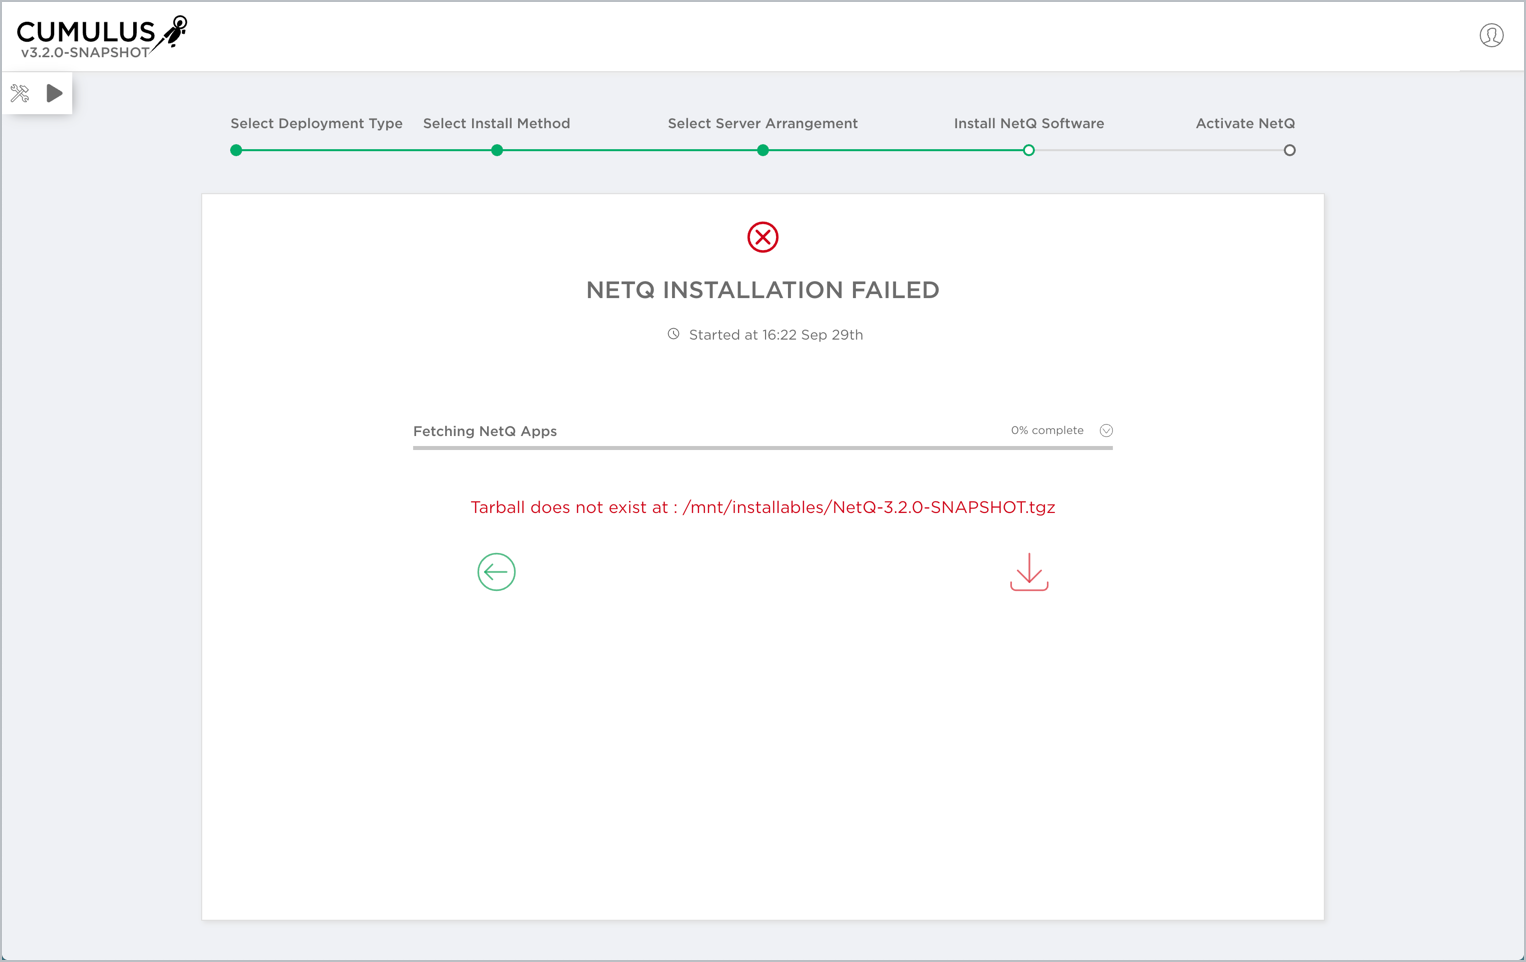 CUMULUS
v3.2.0-SNAPSHOT
Select Deployment Type
Select Install Method
Select Server Arrangement
Install NetQ Software
Activate NetQ
NETQ INSTALLATION FAILED
Started at 16:22 Sep 29th
Fetching NetQ Apps
0% complete
Tarball does not exist at : /mnt/installables/NetQ-3.2.0-SNAPSHOT.tgz